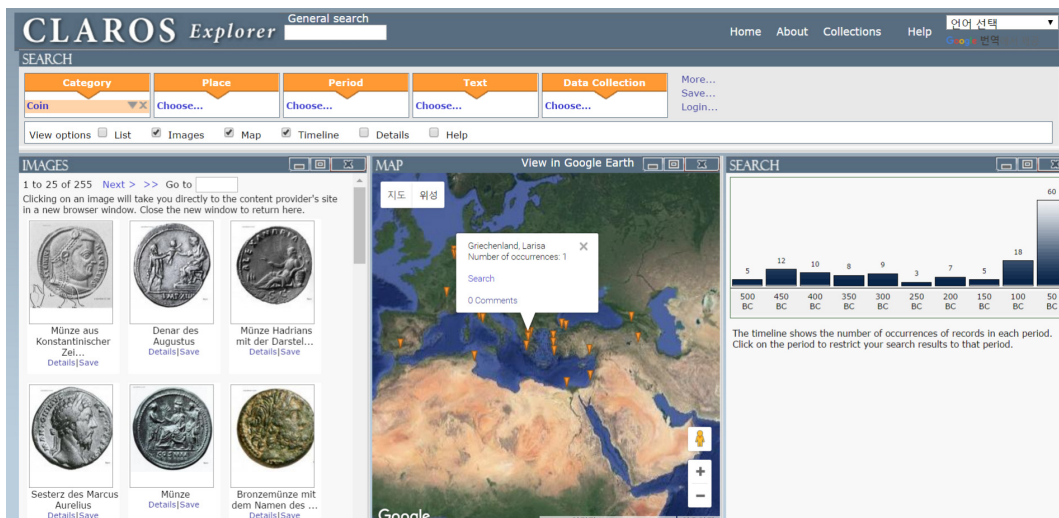 CLAROS Explorer
General search
Home About Collections Help
언어 선택
Google 번역
SEARCH
Category Place Period Text Data Collection
Coin Choose... Choose... Choose... Choose...
More...
Save...
Login...
View options List Images Map Timeline Details Help
IMAGES
1 to 25 of 255 Next > >> Go to
Clicking on an image will take you directly to the content provider's site
in a new browser window. Close the new window to return here.
Münze aus
Konstantinischer
Zei...
Details|Save
Denar des
Augustus
Details|Save
Münze Hadrians
mit der Darstel...
Details|Save
Sesterz des Marcus
Aurelius
Details|Save
Münze
Details|Save
Bronzemünze mit
dem Namen des ...
Details|Save
MAP
View in Google Earth
지도 위성
Griechenland, Larisa
Number of occurrences: 1
Search
0 Comments
Google
SEARCH
5 12 10 8 9 3 7 5 18 60
500 BC 450 BC 400 BC 350 BC 300 BC 250 BC 200 BC 150 BC 100 BC 50 BC
The timeline shows the number of occurrences of records in each period.
Click on the period to restrict your search results to that period.